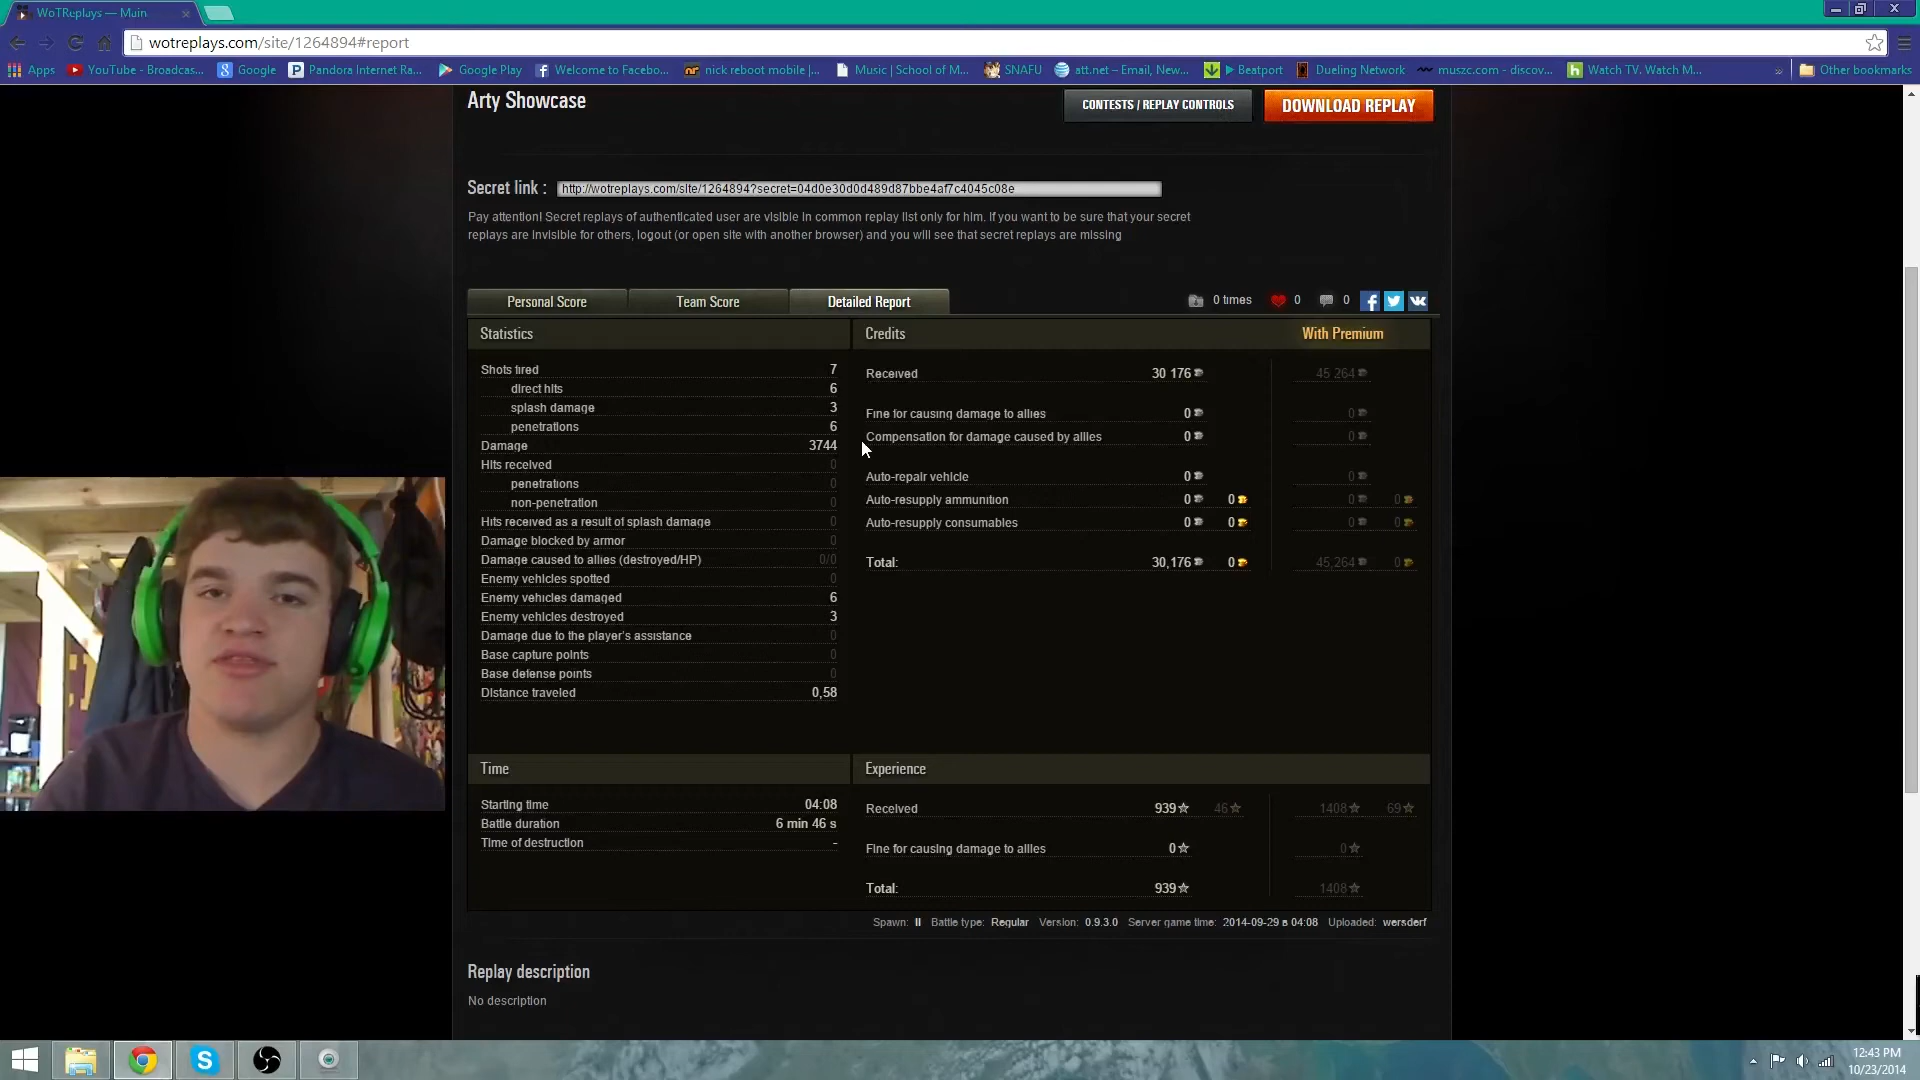 WoTReplays — Main
wotreplays.com/site/1264894#report
Apps YouTube - Broadcas... Google Pandora Internet Ra... Google Play Welcome to Facebo... nick reboot mobile |... Music | School of M... SNAFU att.net – Email, New... Beatport Dueling Network muszc.com - discov... Watch TV. Watch M... » Other bookmarks
Arty Showcase
CONTESTS / REPLAY CONTROLS DOWNLOAD REPLAY
Secret link : http://wotreplays.com/site/1264894?secret=04d0e30d0d489d87bbe4af7c4045c08e
Pay attention! Secret replays of authenticated user are visible in common replay list only for him. If you want to be sure that your secret
replays are invisible for others, logout (or open site with another browser) and you will see that secret replays are missing
Personal Score Team Score Detailed Report 0 times 0 0
Statistics
Shots fired 7
direct hits 6
splash damage 3
penetrations 6
Damage 3744
Hits received 0
penetrations 0
non-penetration 0
Hits received as a result of splash damage 0
Damage blocked by armor 0
Damage caused to allies (destroyed/HP) 0/0
Enemy vehicles spotted 0
Enemy vehicles damaged 6
Enemy vehicles destroyed 3
Damage due to the player's assistance 0
Base capture points 0
Base defense points 0
Distance traveled 0,58
Credits With Premium
Received 30 176 45 264
Fine for causing damage to allies 0 0
Compensation for damage caused by allies 0 0
Auto-repair vehicle 0 0
Auto-resupply ammunition 0 0 0 0
Auto-resupply consumables 0 0 0 0
Total: 30,176 0 45,264 0
Time
Starting time 04:08
Battle duration 6 min 46 s
Time of destruction -
Experience
Received 939 46 1408 69
Fine for causing damage to allies 0 0
Total: 939 1408
Spawn: II Battle type: Regular Version: 0.9.3.0 Server game time: 2014-09-29 в 04:08 Uploaded: wersderf
Replay description
No description
12:43 PM
10/23/2014